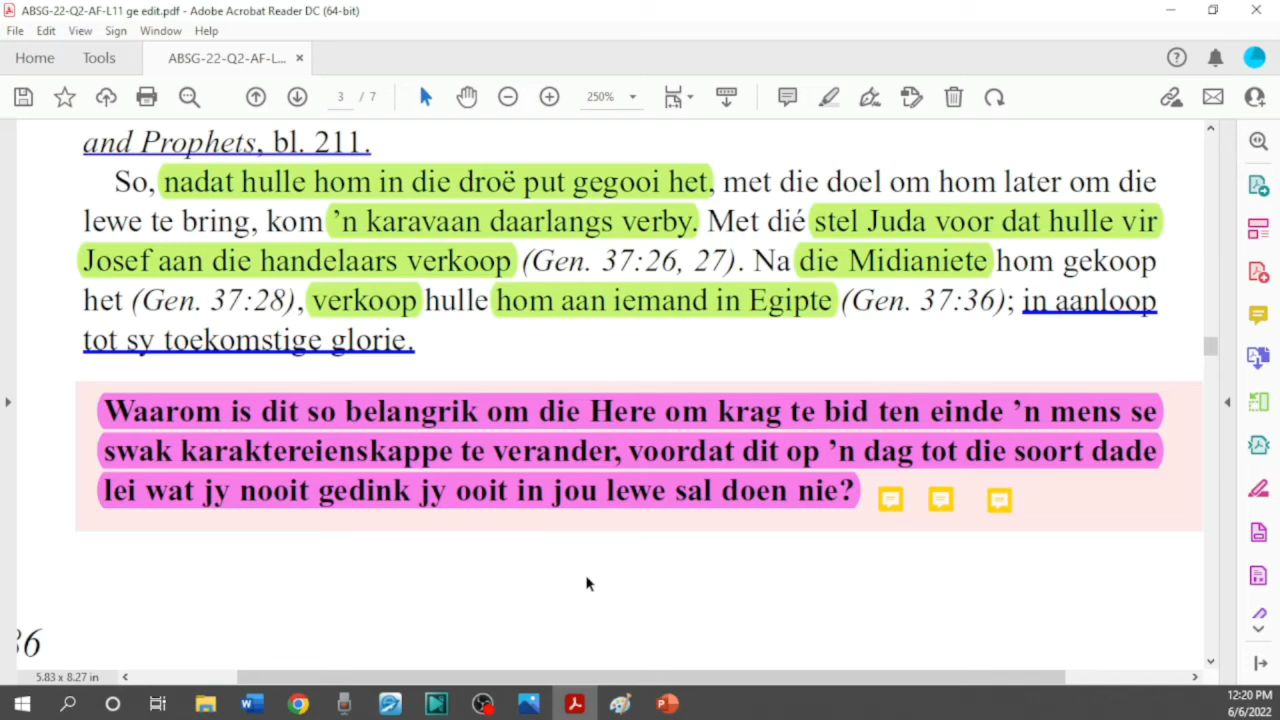 ABSG-22-Q2-AF-L11 ge edit.pdf - Adobe Acrobat Reader DC (64-bit)
File Edit View Sign Window Help
Home Tools ABSG-22-Q2-AF-L... ×
3 / 7 250%
and Prophets, bl. 211.
So, nadat hulle hom in die droë put gegooi het, met die doel om hom later om die
lewe te bring, kom ’n karavaan daarlangs verby. Met dié stel Juda voor dat hulle vir
Josef aan die handelaars verkoop (Gen. 37:26, 27). Na die Midianiete hom gekoop
het (Gen. 37:28), verkoop hulle hom aan iemand in Egipte (Gen. 37:36); in aanloop
tot sy toekomstige glorie.
Waarom is dit so belangrik om die Here om krag te bid ten einde ’n mens se
swak karaktereienskappe te verander, voordat dit op ’n dag tot die soort dade
lei wat jy nooit gedink jy ooit in jou lewe sal doen nie?
86
5.83 x 8.27 in
12:20 PM
6/6/2022